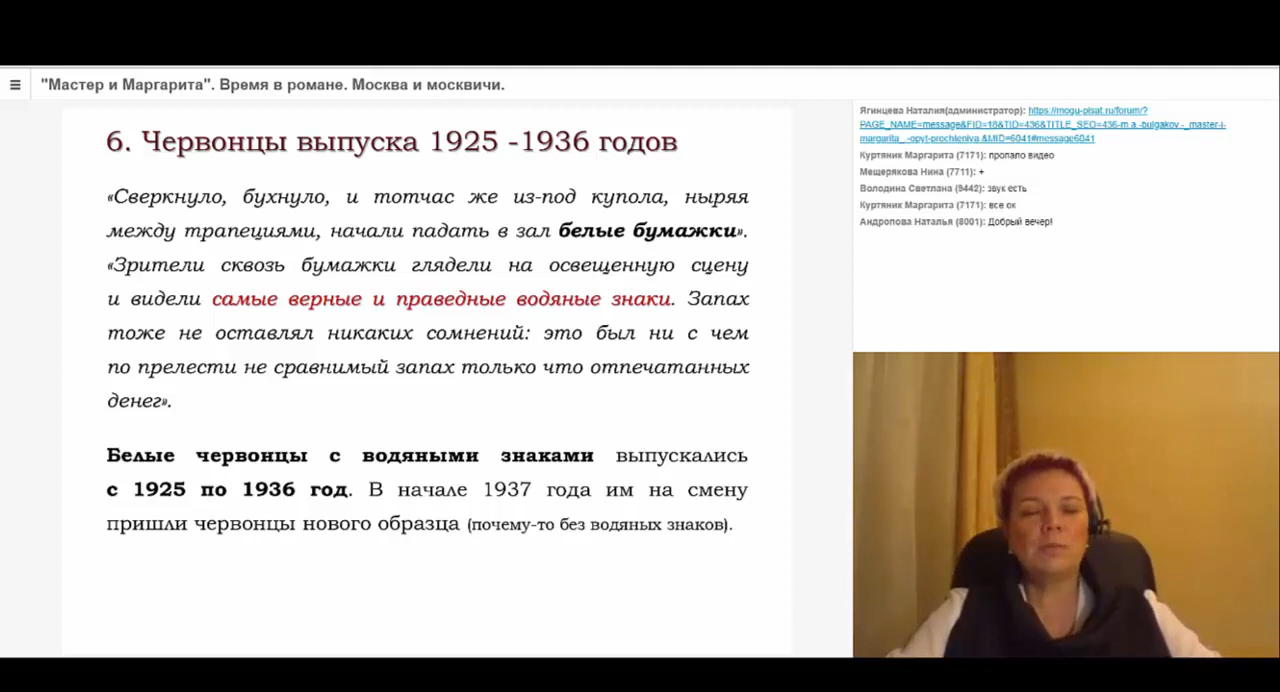 "Мастер и Маргарита". Время в романе. Москва и москвичи.
6. Червонцы выпуска 1925 -1936 годов
«Сверкнуло, бухнуло, и тотчас же из-под купола, ныряя
между трапециями, начали падать в зал белые бумажки».
«Зрители сквозь бумажки глядели на освещенную сцену
и видели самые верные и праведные водяные знаки. Запах
тоже не оставлял никаких сомнений: это был ни с чем
по прелести не сравнимый запах только что отпечатанных
денег».
Белые червонцы с водяными знаками выпускались
с 1925 по 1936 год. В начале 1937 года им на смену
пришли червонцы нового образца (почему-то без водяных знаков).
Ягинцева Наталия(администратор): https://mogu-pisat.ru/forum/?
PAGE_NAME=message&FID=18&TID=436&TITLE_SEO=436-m.a.-bulgakov.-_master-i-
margarita_.-opyt-prochteniya.&MID=6041#message6041
Куртяник Маргарита (7171): пропало видео
Мещерякова Нина (7711): +
Володина Светлана (9442): звук есть
Куртяник Маргарита (7171): все ок
Андропова Наталья (8001): Добрый вечер!